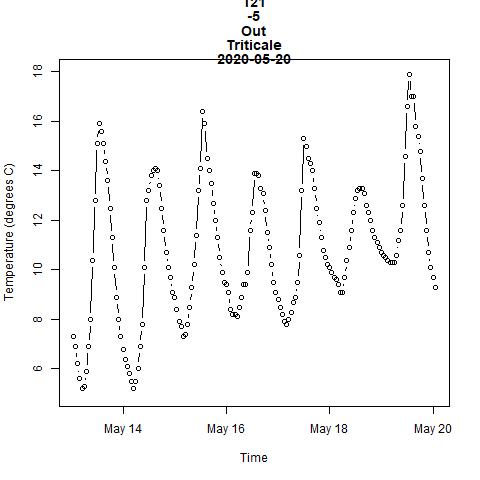 121
-5
Out
Triticale
2020-05-20
Temperature (degrees C)
18
16
14
12
10
8
6
May 14
May 16
May 18
May 20
Time